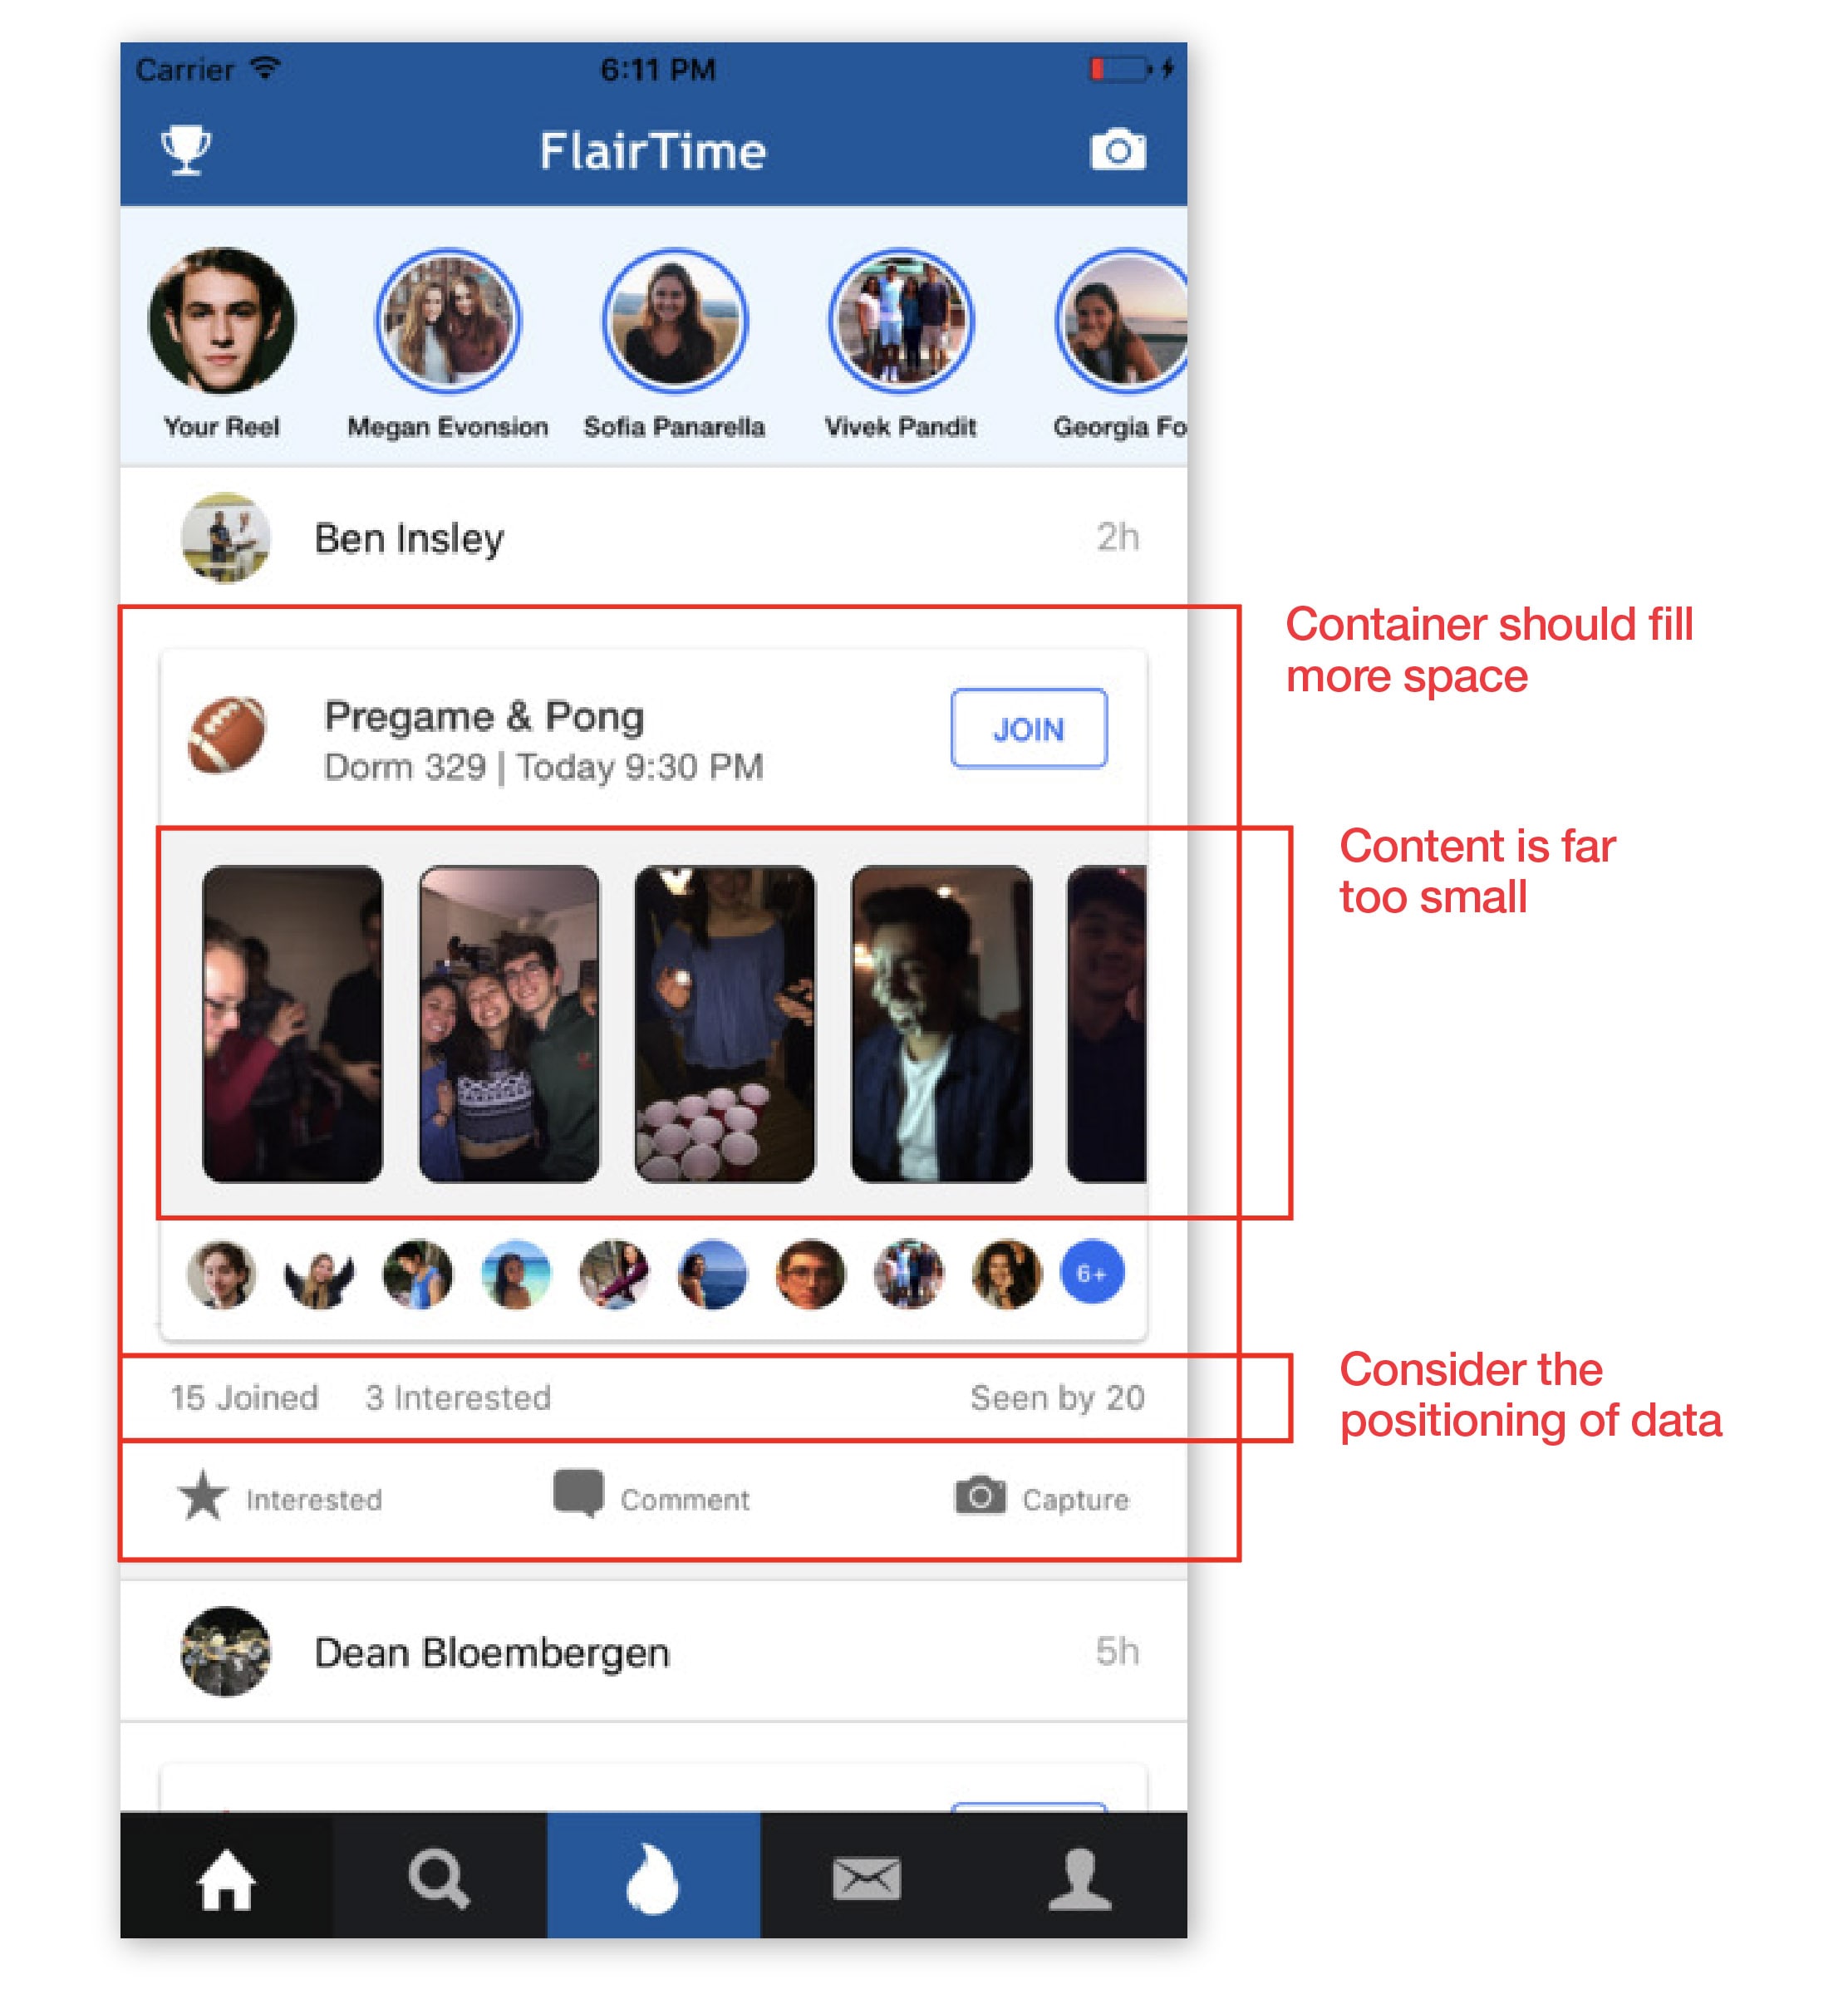 Carrier 6:11 PM
FlairTime
Your Reel Megan Evonsion Sofia Panarella Vivek Pandit Georgia Fo
Ben Insley 2h
Container should fill
more space
Pregame & Pong
JOIN
Dorm 329 | Today 9:30 PM
Content is far
too small
6+
Consider the
positioning of data
15 Joined 3 Interested Seen by 20
Interested Comment Capture
Dean Bloembergen 5h